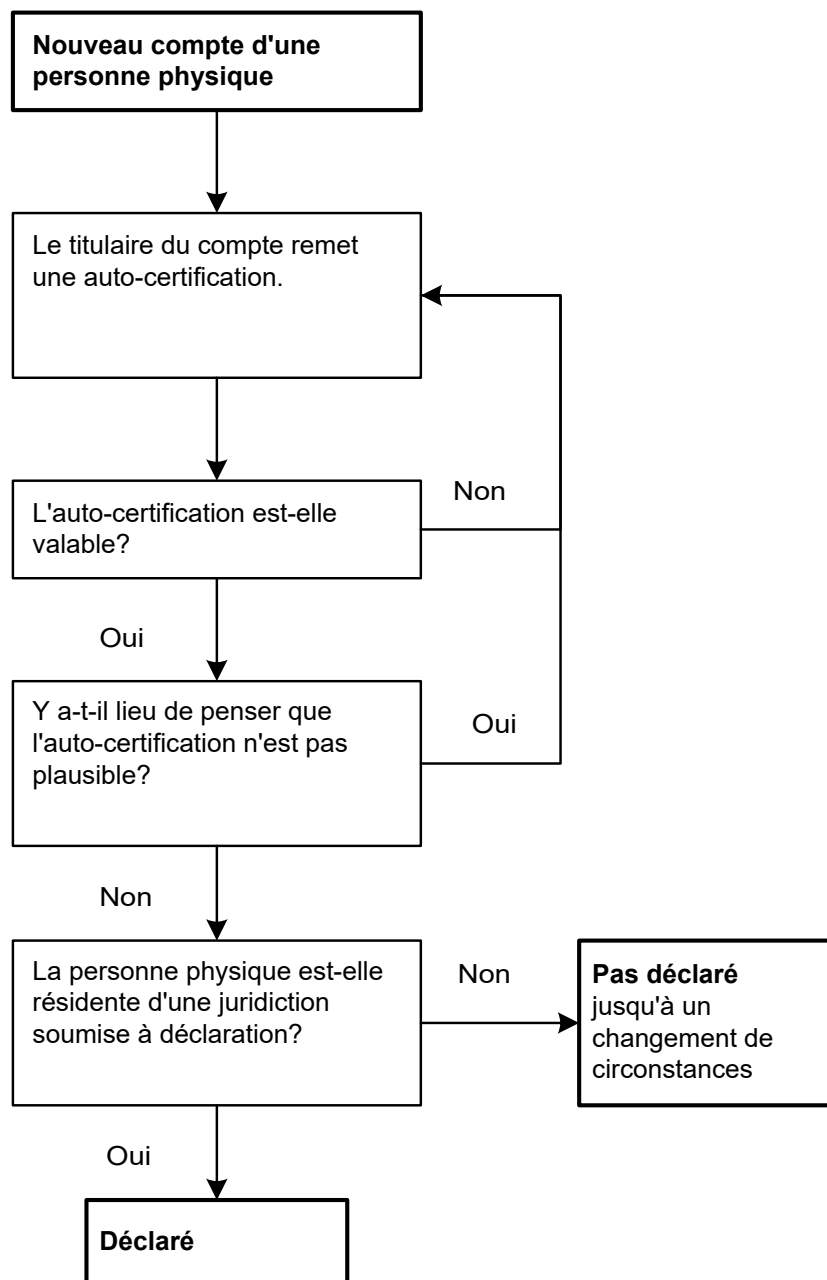 Nouveau compte d'une
personne physique
Le titulaire du compte remet
une auto-certification.
L'auto-certification est-elle
valable?
Non
Oui
Y a-t-il lieu de penser que
l'auto-certification n'est pas
plausible?
Oui
Non
La personne physique est-elle
résidente d'une juridiction
soumise à déclaration?
Non
Pas déclaré
jusqu'à un
changement de
circonstances
Oui
Déclaré